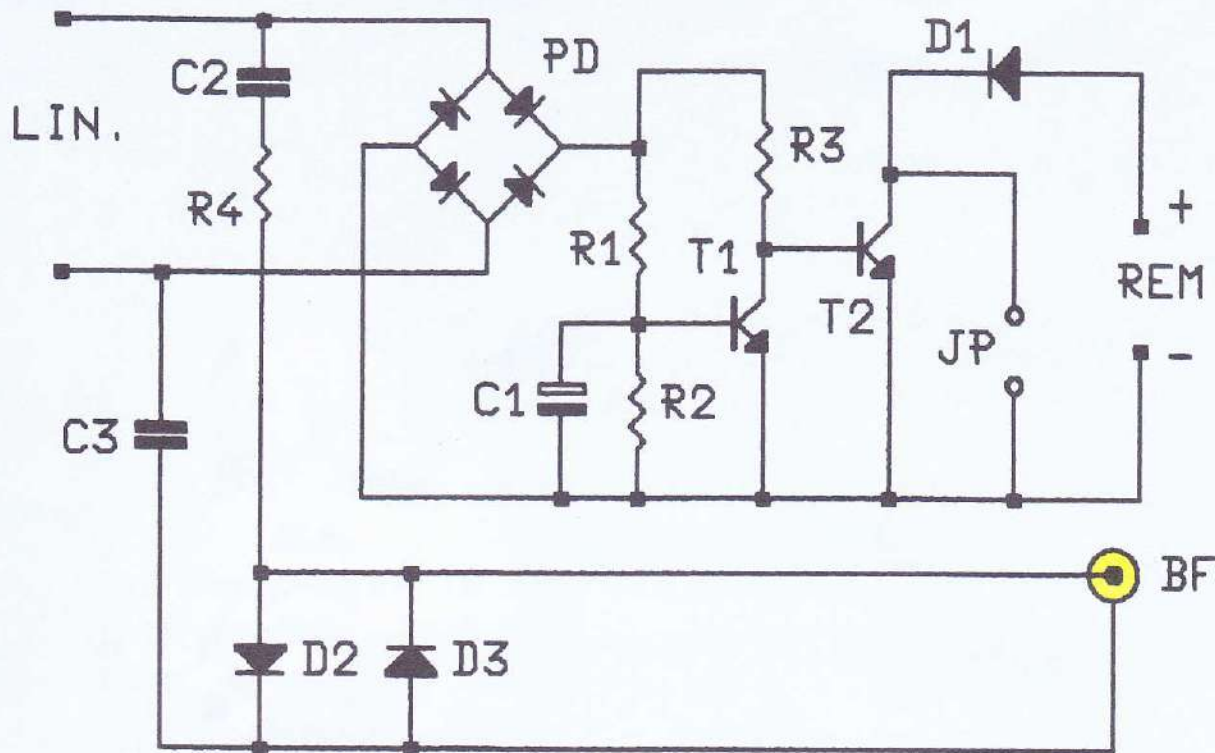 D1
PD
C2
LIN.
R3
R4
+
R1
T1
REM
T2
JP
-
C1
R2
C3
BF
D2
D3